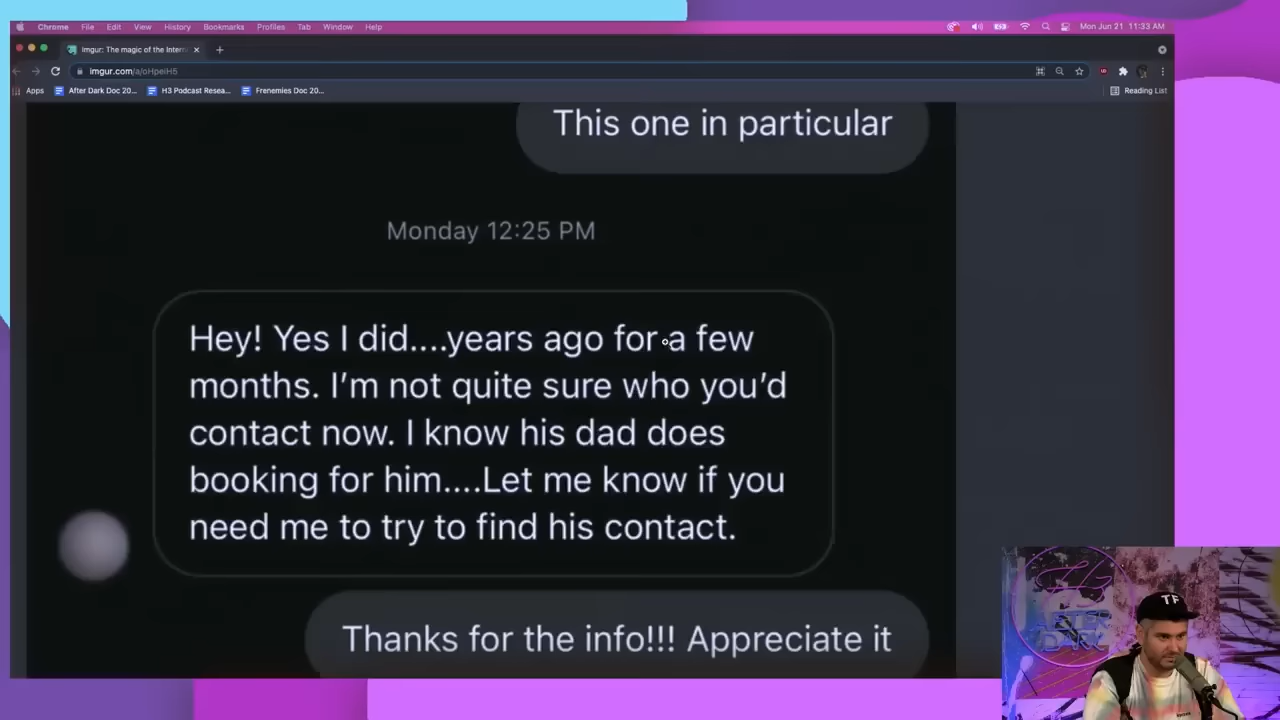 Chrome File Edit View History Bookmarks Profiles Tab Window Help Mon Jun 21 11:33 AM
Imgur: The magic of the Intern
imgur.com/a/oHpeiH5
Apps After Dark Doc 20... H3 Podcast Resea... Frenemies Doc 20... Reading List
This one in particular
Monday 12:25 PM
Hey! Yes I did....years ago for a few
months. I'm not quite sure who you'd
contact now. I know his dad does
booking for him....Let me know if you
need me to try to find his contact.
Thanks for the info!!! Appreciate it
TF